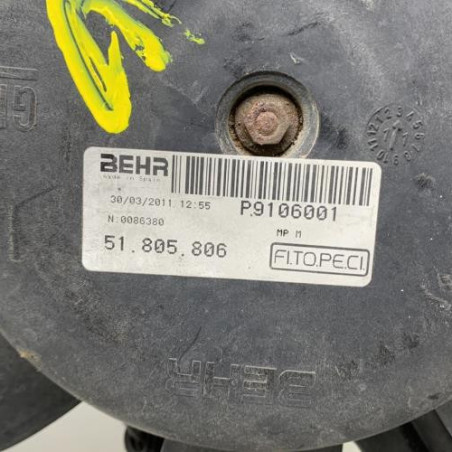 BEHR
Made in Spain
30/03/2011 12:55 P.9106001
N:0086380
MP M
51.805.806 FI.TO.PE.CI.
BEHR